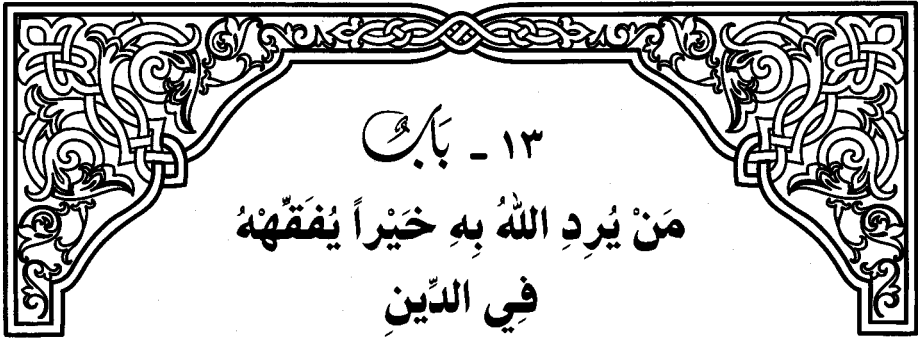 ١٣ - بَابٌ
مَنْ يُرِدِ اللهُ بِهِ خَيْراً يُفَقِّهْهُ
فِي الدِّينِ